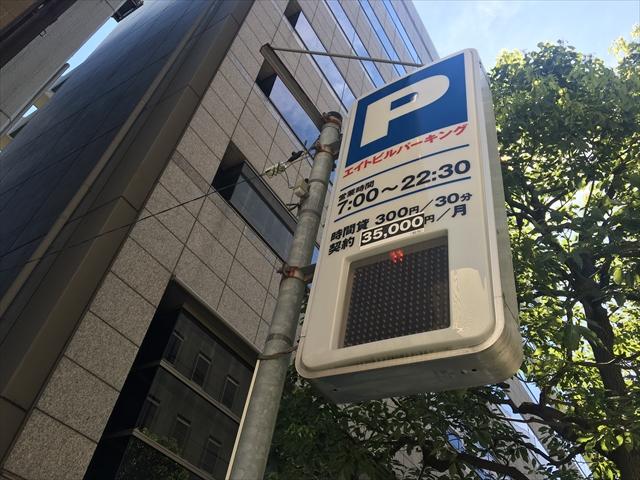 P
エイトビルパーキング
営業時間
7:00～22:30
時間貸 300円/30分
契約 35,000円/月